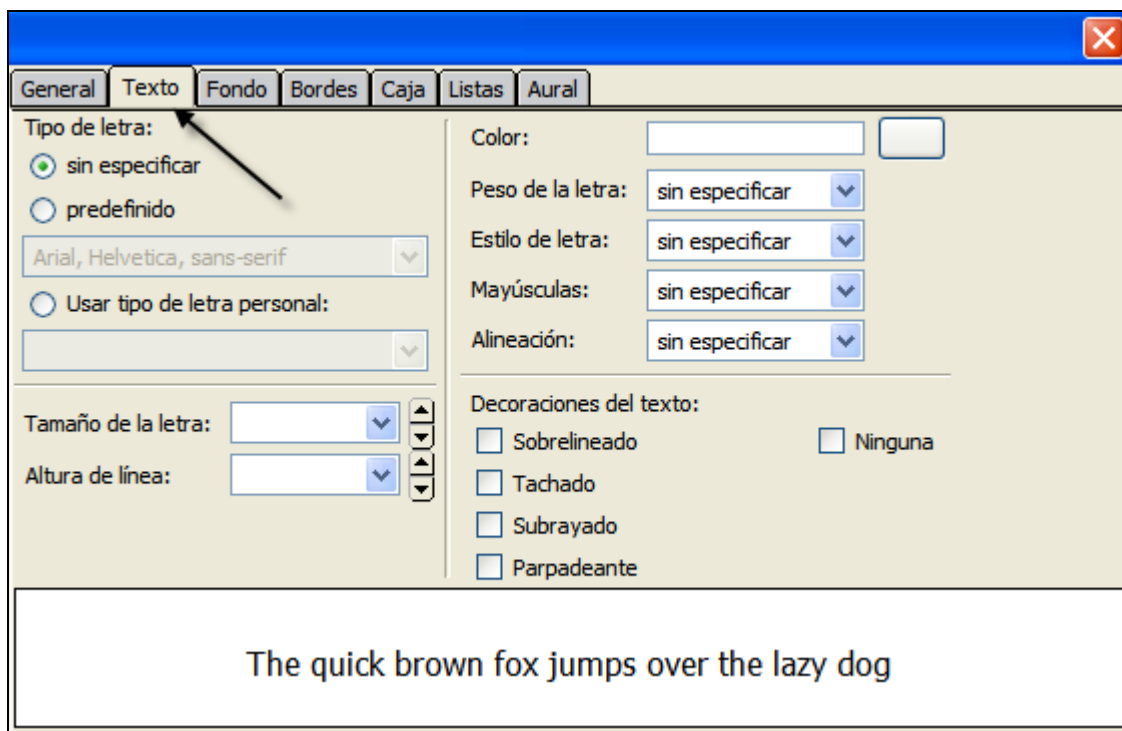 General Texto Fondo Bordes Caja Listas Aural
Tipo de letra:
sin especificar
predefinido
Arial, Helvetica, sans-serif
Usar tipo de letra personal:
Tamaño de la letra:
Altura de línea:
Color:
Peso de la letra: sin especificar
Estilo de letra: sin especificar
Mayúsculas: sin especificar
Alineación: sin especificar
Decoraciones del texto:
Sobrelineado Ninguna
Tachado
Subrayado
Parpadeante
The quick brown fox jumps over the lazy dog